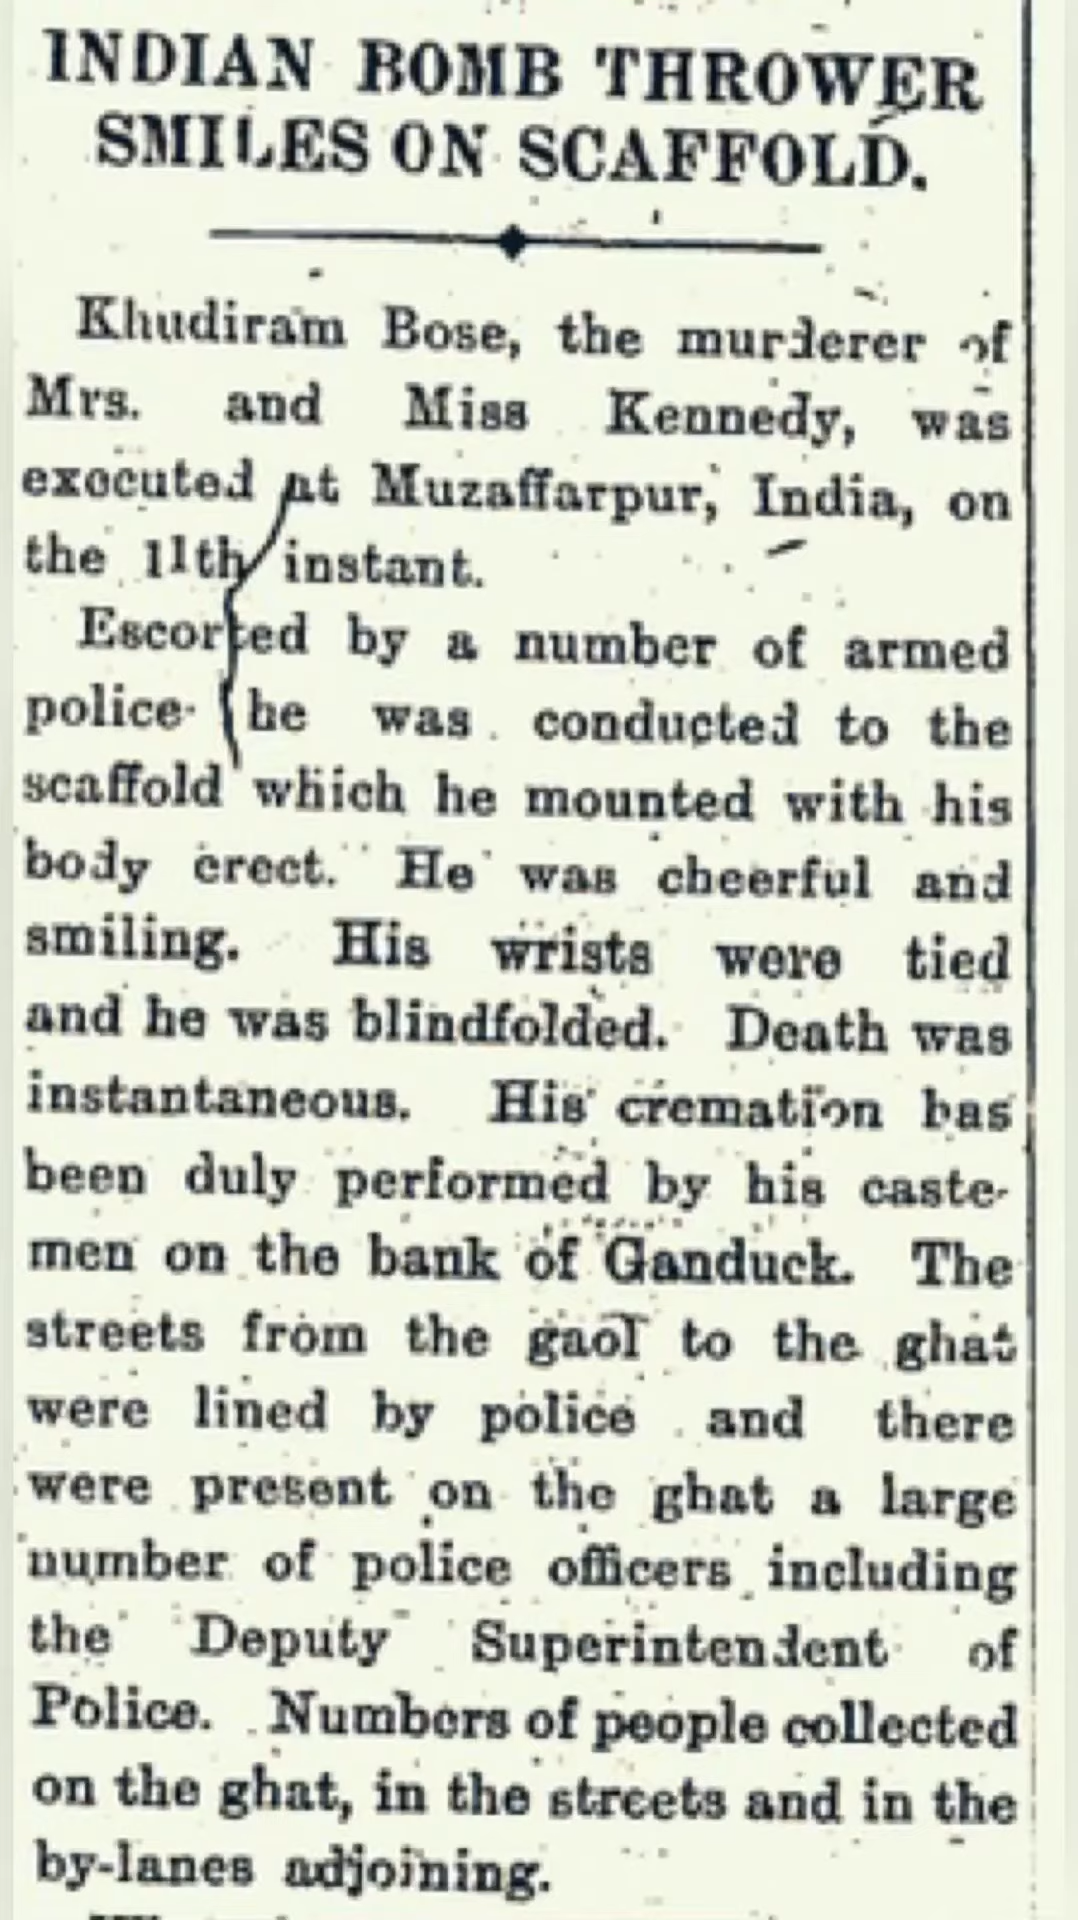 INDIAN BOMB THROWER
SMILES ON SCAFFOLD.
Khudiram Bose, the murderer of
Mrs. and Miss Kennedy, was
executed at Muzaffarpur, India, on
the 11th instant.
Escorted by a number of armed
police he was conducted to the
scaffold which he mounted with his
body erect. He was cheerful and
smiling. His wrists were tied
and he was blindfolded. Death was
instantaneous. His cremation has
been duly performed by his caste-
men on the bank of Ganduck. The
streets from the gaol to the ghat
were lined by police and there
were present on the ghat a large
number of police officers including
the Deputy Superintendent of
Police. Numbers of people collected
on the ghat, in the streets and in the
by-lanes adjoining.